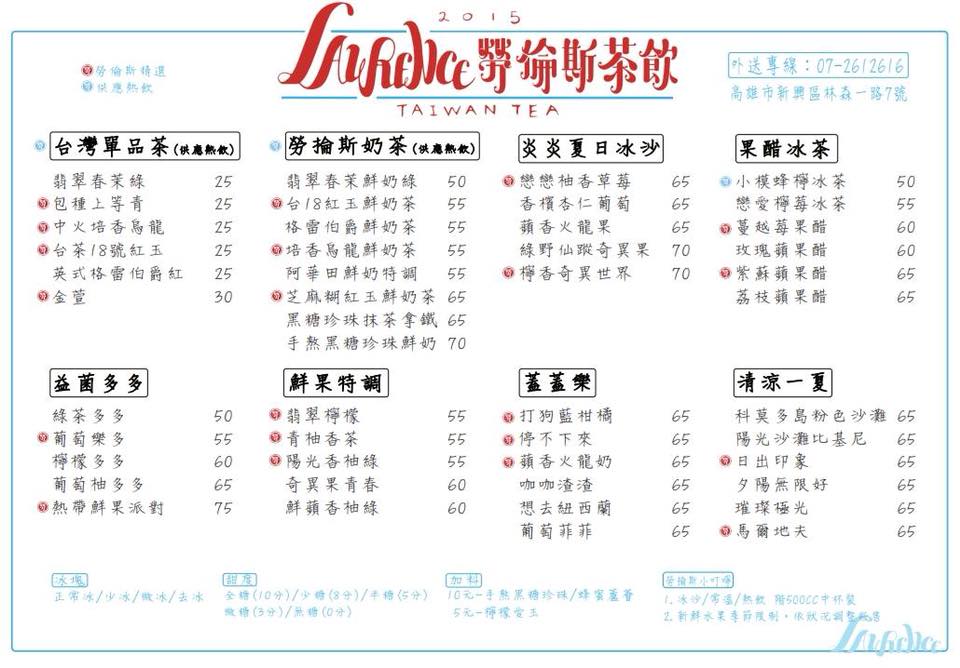 2015
LAURENCE 勞倫斯茶飲
TAIWAN TEA
勞倫斯精選
供應熱飲
外送專線：07-2612616
高雄市新興區林森一路7號
台灣單品茶(供應熱飲)
翡翠春茉綠 25
包種上等青 25
中火焙香烏龍 25
台茶18號紅玉 25
英式格雷伯爵紅 25
金萱 30
勞掄斯奶茶(供應熱飲)
翡翠春茉鮮奶綠 50
台18紅玉鮮奶茶 55
格雷伯爵鮮奶茶 55
焙香烏龍鮮奶茶 55
阿華田鮮奶特調 55
芝麻糊紅玉鮮奶茶 65
黑糖珍珠抹茶拿鐵 65
手熬黑糖珍珠鮮奶 70
炎炎夏日冰沙
戀戀柚香草莓 65
香檳杏仁葡萄 65
蘋香火龍果 65
綠野仙蹤奇異果 70
檸香奇異世界 70
果醋冰茶
小樸蜂檸冰茶 50
戀愛檸莓冰茶 55
蔓越莓果醋 60
玫瑰蘋果醋 60
紫蘇蘋果醋 65
荔枝蘋果醋 65
益菌多多
綠茶多多 50
葡萄樂多 55
檸檬多多 60
葡萄柚多多 65
熱帶鮮果派對 75
鮮果特調
翡翠檸檬 55
青柚香茶 55
陽光香柚綠 55
奇異果青春 60
鮮蘋香柚綠 60
蓋蓋樂
打狗藍柑橘 65
停不下來 65
蘋香火龍奶 65
咖咖渣渣 65
想去紐西蘭 65
葡萄菲菲 65
清涼一夏
科莫多島粉色沙灘 65
陽光沙灘比基尼 65
日出印象 65
夕陽無限好 65
璀璨極光 65
馬爾地夫 65
冰塊
正常冰/少冰/微冰/去冰
甜度
全糖(10分)/少糖(8分)/半糖(5分)
微糖(3分)/無糖(0分)
加料
10元-手熬黑糖珍珠/蜂蜜蘆薈
5元-檸檬愛玉
勞倫斯小叮嚀
1.冰沙/常溫/熱飲 階500CC中杯裝
2.新鮮水果季節限制，依狀況調整販售
LAURENCE